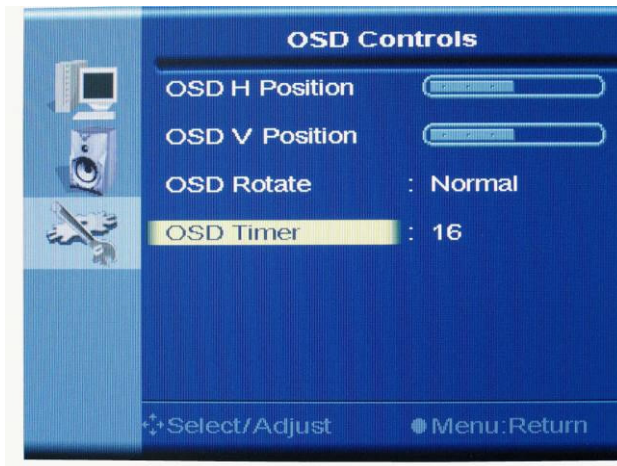 OSD Controls
OSD H Position
OSD V Position
OSD Rotate : Normal
OSD Timer : 16
Select/Adjust Menu:Return